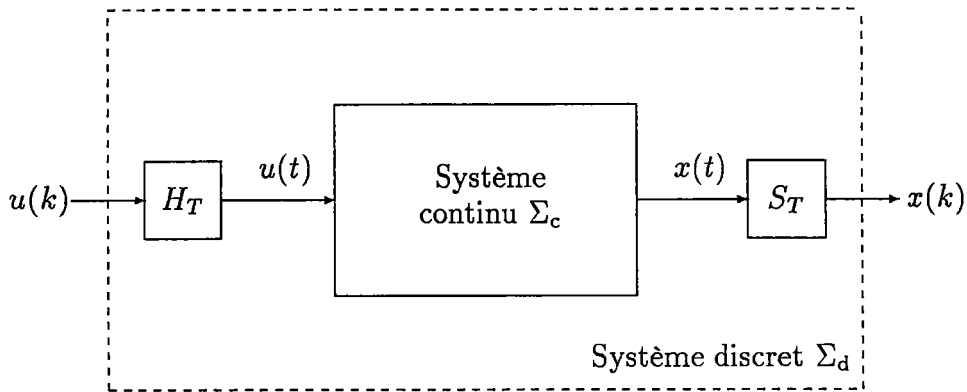 u(k)
H_T
u(t)
Système
continu Σ_c
x(t)
S_T
x(k)
Système discret Σ_d